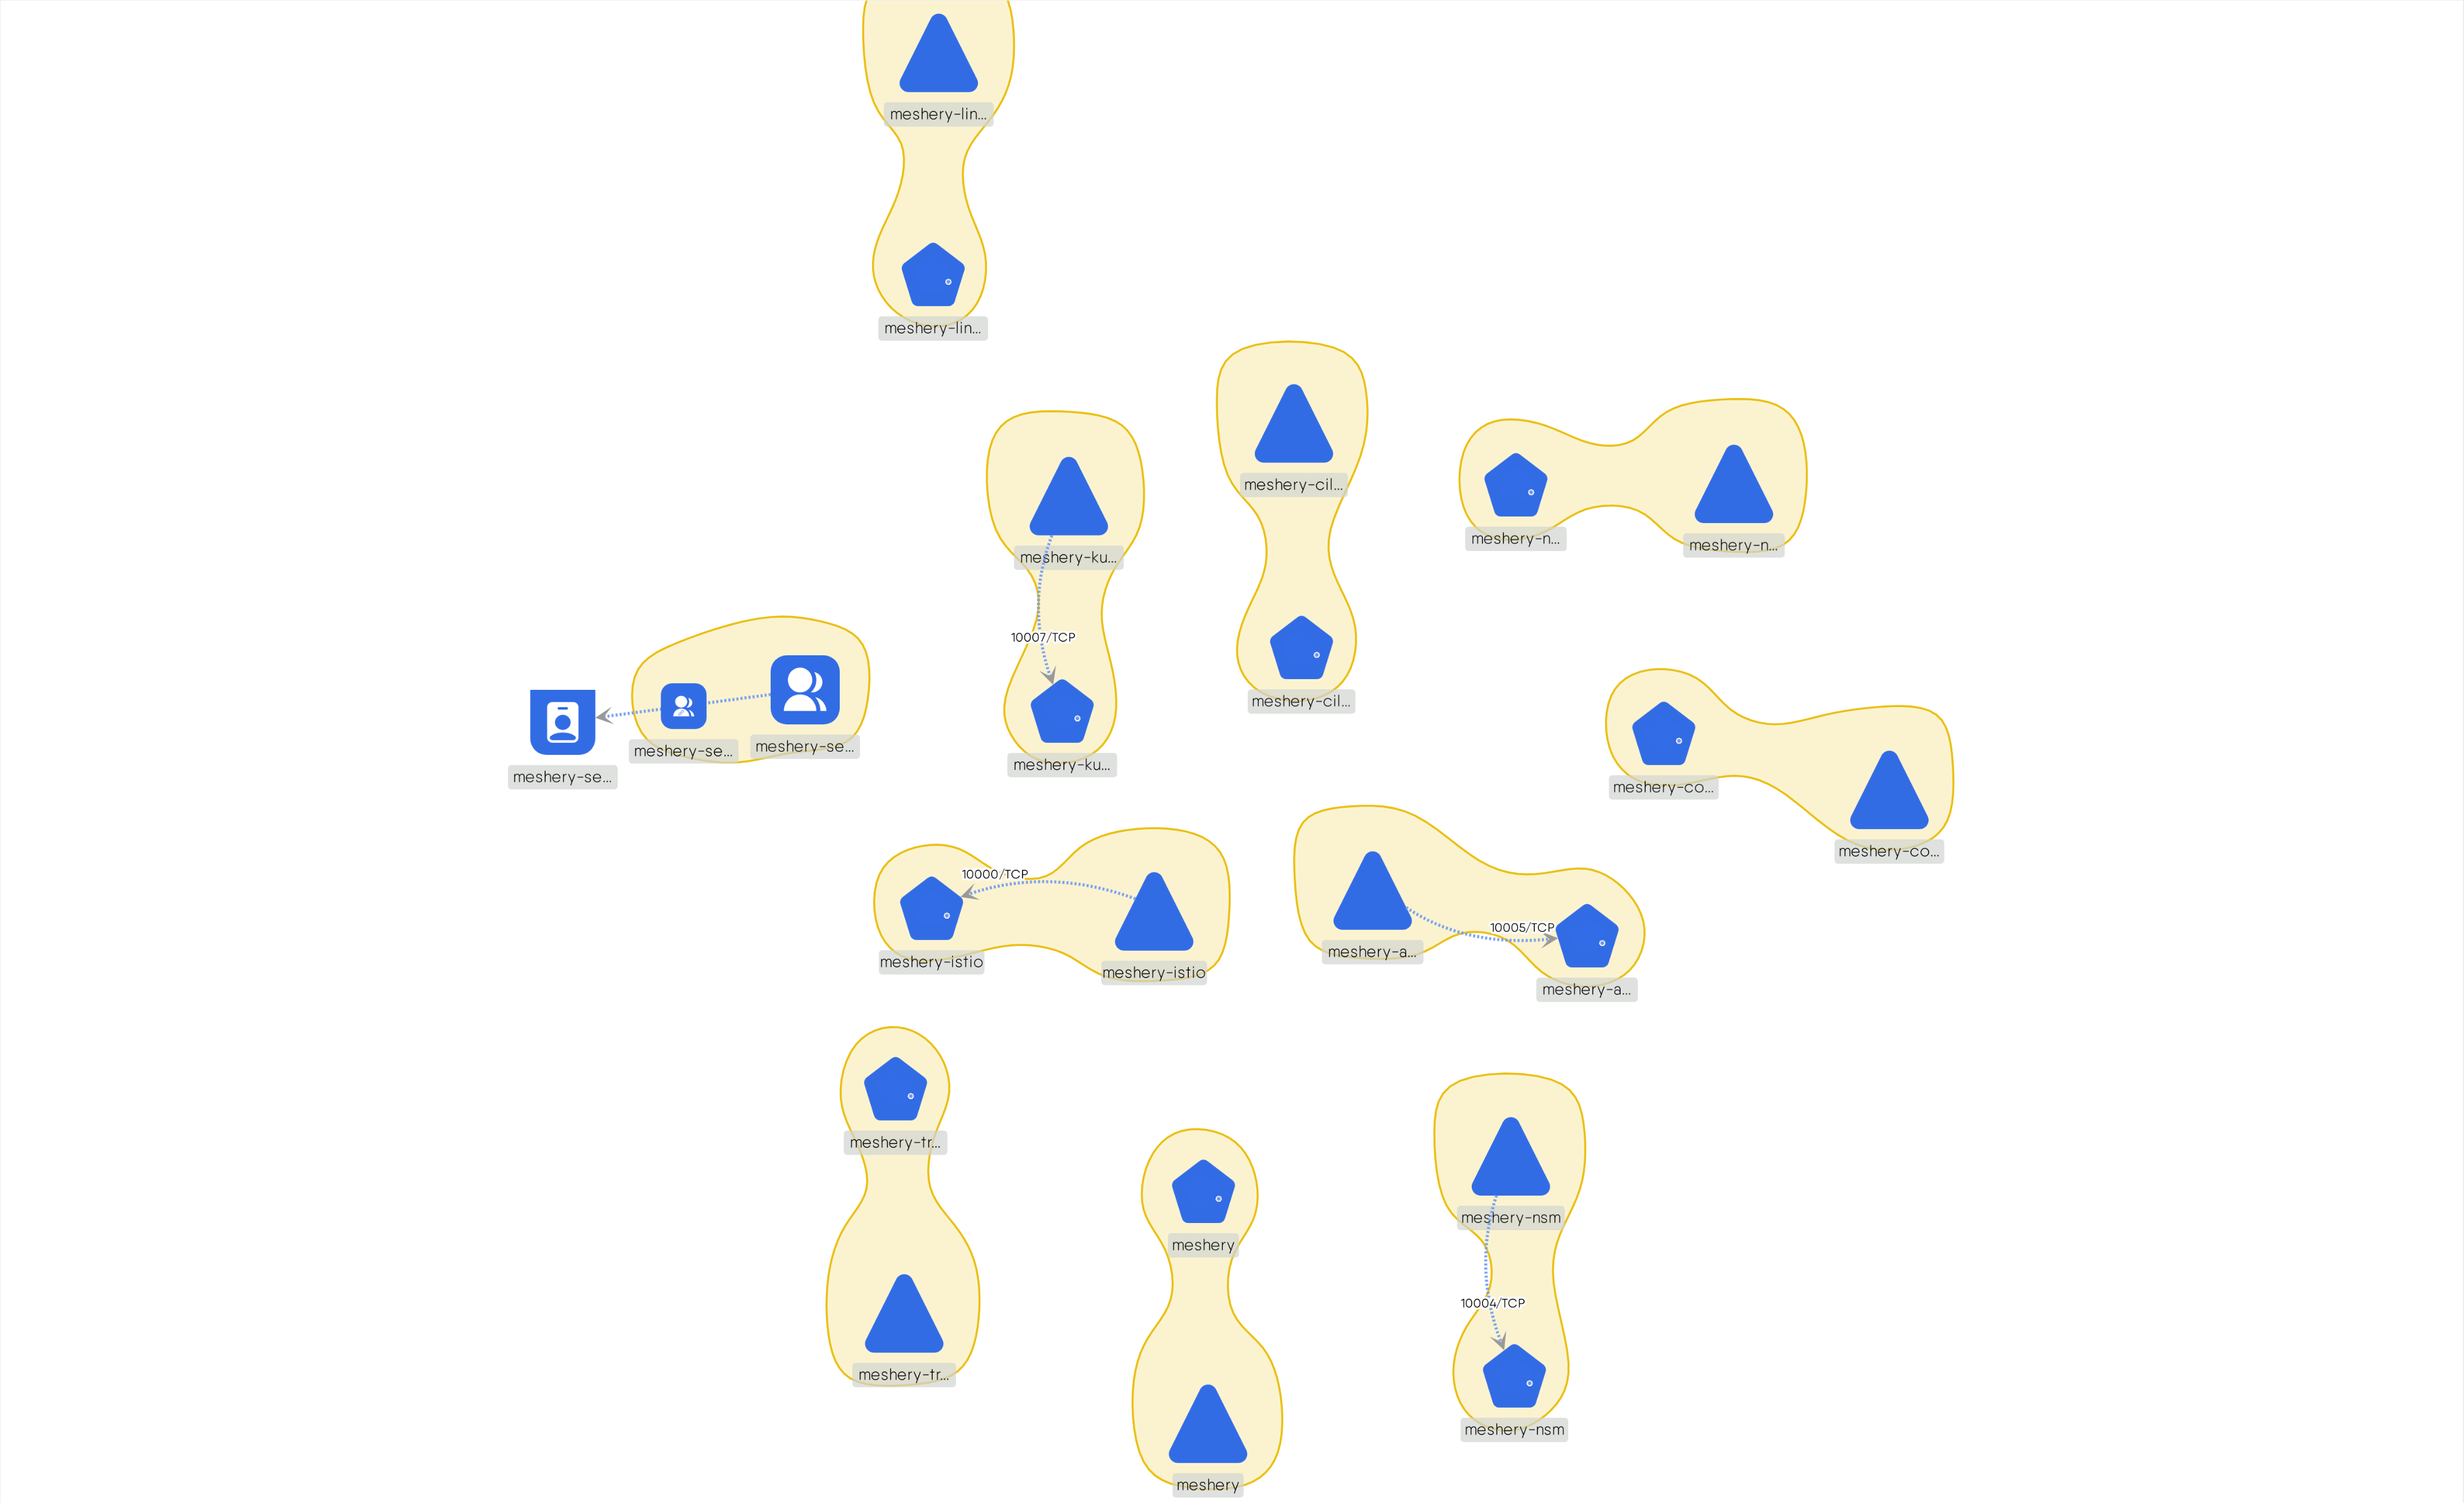 meshery-lin...
meshery-lin...
meshery-cil...
meshery-n...
meshery-n...
meshery-ku...
10007/TCP
meshery-cil...
meshery-se...
meshery-se...
meshery-se...
meshery-ku...
meshery-co...
meshery-co...
10000/TCP
meshery-istio
meshery-istio
10005/TCP
meshery-a...
meshery-a...
meshery-tr...
meshery-nsm
meshery
10004/TCP
meshery-tr...
meshery-nsm
meshery